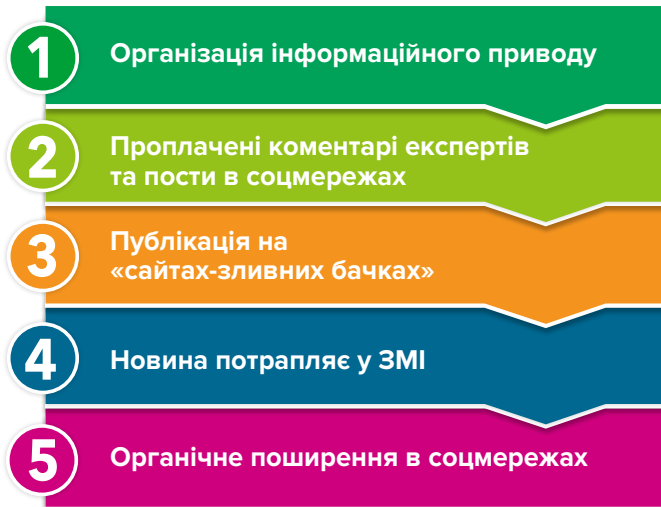 1
Організація інформаційного приводу
2
Проплачені коментарі експертів
та пости в соцмережах
3
Публікація на
«сайтах-зливних бачках»
4
Новина потрапляє у ЗМІ
5
Органічне поширення в соцмережах